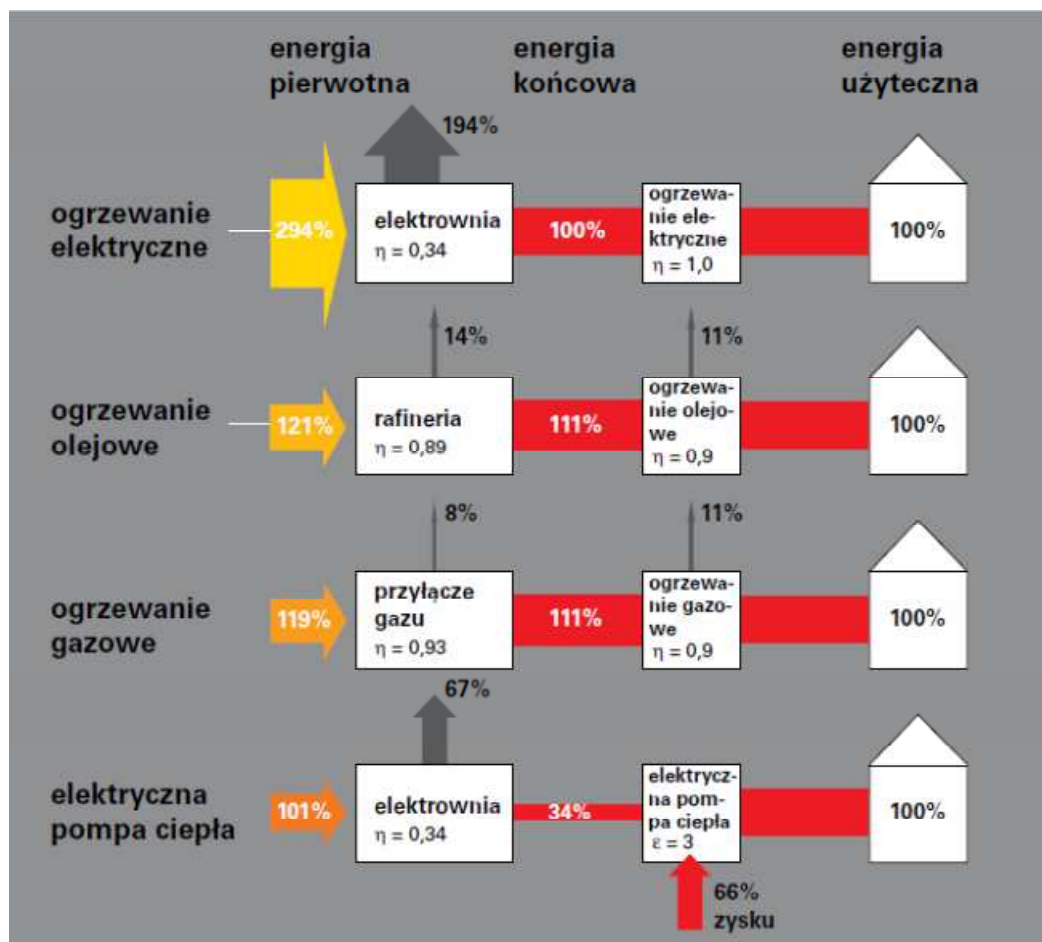 energia
pierwotna
energia
końcowa
energia
użyteczna
194%
ogrzewanie
elektryczne
294%
elektrownia
η = 0,34
100%
ogrzewa-
nie ele-
ktryczne
η = 1,0
100%
14%
11%
ogrzewanie
olejowe
121%
rafineria
η = 0,89
111%
ogrzewa-
nie olejo-
we
η = 0,9
100%
8%
11%
ogrzewanie
gazowe
119%
przyłącze
gazu
η = 0,93
111%
ogrzewa-
nie gazo-
we
η = 0,9
100%
67%
elektryczna
pompa ciepła
101%
elektrownia
η = 0,34
34%
elektrycz-
na pom-
pa ciepła
ε = 3
100%
66%
zysku